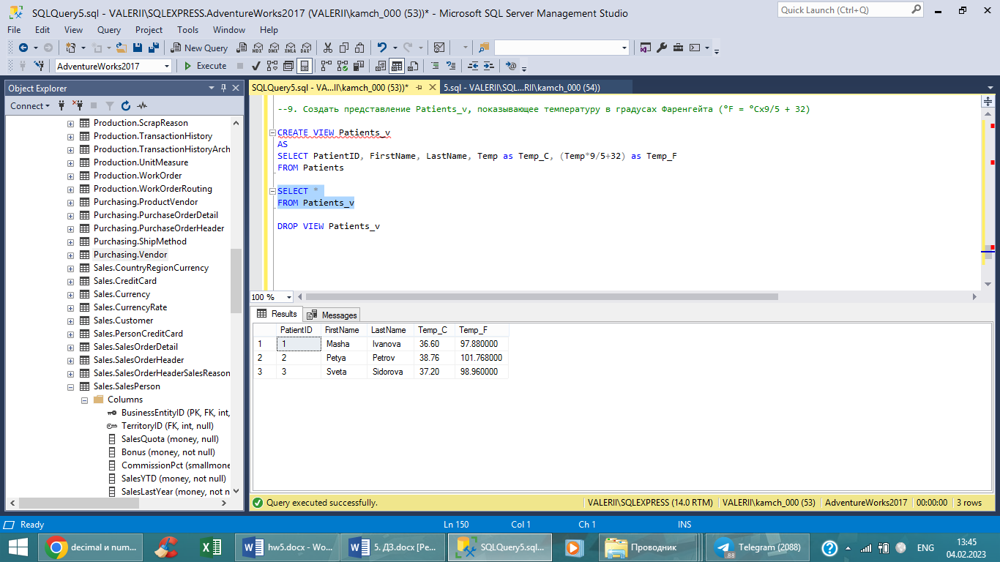 SQLQuery5.sql - VALERII\SQLEXPRESS.AdventureWorks2017 (VALERII\kamch_000 (53))* - Microsoft SQL Server Management Studio
Quick Launch (Ctrl+Q)
File Edit View Query Project Tools Window Help
New Query MDX DMX XMLA DAX
AdventureWorks2017 Execute
Object Explorer
Connect
Production.ScrapReason
Production.TransactionHistory
Production.TransactionHistoryArch
Production.UnitMeasure
Production.WorkOrder
Production.WorkOrderRouting
Purchasing.ProductVendor
Purchasing.PurchaseOrderDetail
Purchasing.PurchaseOrderHeader
Purchasing.ShipMethod
Purchasing.Vendor
Sales.CountryRegionCurrency
Sales.CreditCard
Sales.Currency
Sales.CurrencyRate
Sales.Customer
Sales.PersonCreditCard
Sales.SalesOrderDetail
Sales.SalesOrderHeader
Sales.SalesOrderHeaderSalesReason
Sales.SalesPerson
Columns
BusinessEntityID (PK, FK, int,
TerritoryID (FK, int, null)
SalesQuota (money, null)
Bonus (money, not null)
CommissionPct (smallmone
SalesYTD (money, not null)
SalesLastYear (money, not n
SQLQuery5.sql - VA...II\kamch_000 (53))* 5.sql - VALERII\SQL...RII\kamch_000 (54))
--9. Создать представление Patients_v, показывающее температуру в градусах Фаренгейта (°F = °Cx9/5 + 32)
CREATE VIEW Patients_v
AS
SELECT PatientID, FirstName, LastName, Temp as Temp_C, (Temp*9/5+32) as Temp_F
FROM Patients
SELECT *
FROM Patients_v
DROP VIEW Patients_v
100 %
Results Messages
PatientID FirstName LastName Temp_C Temp_F
1 1 Masha Ivanova 36.60 97.880000
2 2 Petya Petrov 38.76 101.768000
3 3 Sveta Sidorova 37.20 98.960000
Query executed successfully. VALERII\SQLEXPRESS (14.0 RTM) VALERII\kamch_000 (53) AdventureWorks2017 00:00:00 3 rows
Ready Ln 150 Col 1 Ch 1 INS
decimal и num... hw5.docx - Wo... 5. ДЗ.docx [Ре... SQLQuery5.sql... Проводник .88 Telegram (2088) ENG 13:45
04.02.2023